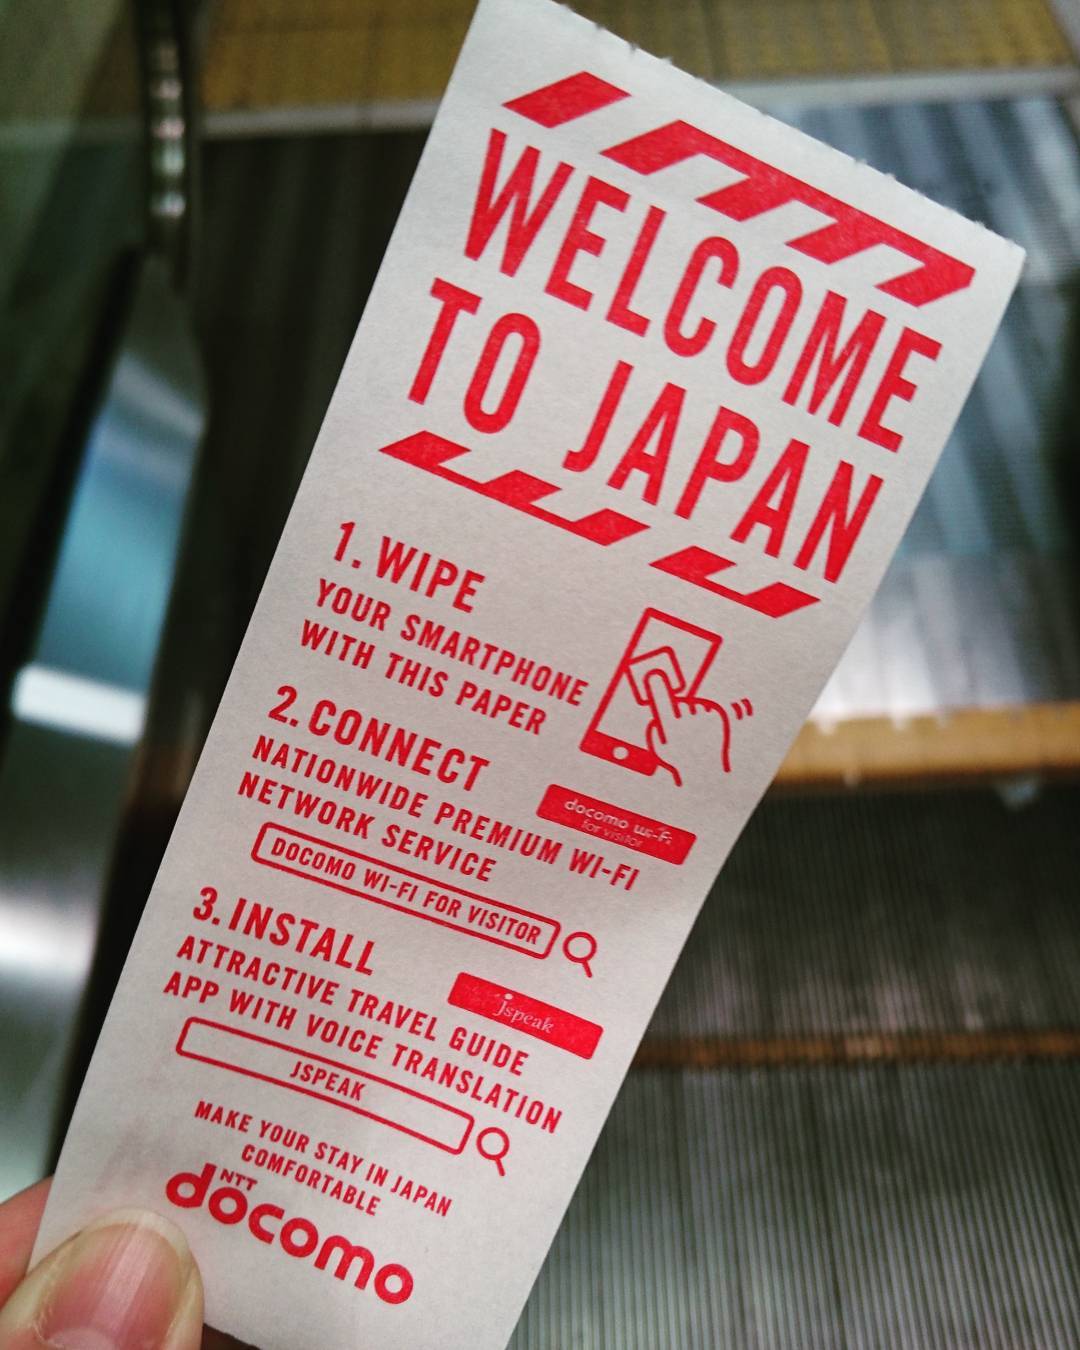 WELCOME
TO JAPAN
1. WIPE
YOUR SMARTPHONE
WITH THIS PAPER
2. CONNECT
NATIONWIDE PREMIUM WI-FI
NETWORK SERVICE
docomo Wi-Fi
for visitor
DOCOMO WI-FI FOR VISITOR
3. INSTALL
ATTRACTIVE TRAVEL GUIDE
APP WITH VOICE TRANSLATION
jspeak
JSPEAK
MAKE YOUR STAY IN JAPAN
COMFORTABLE
NTT
docomo